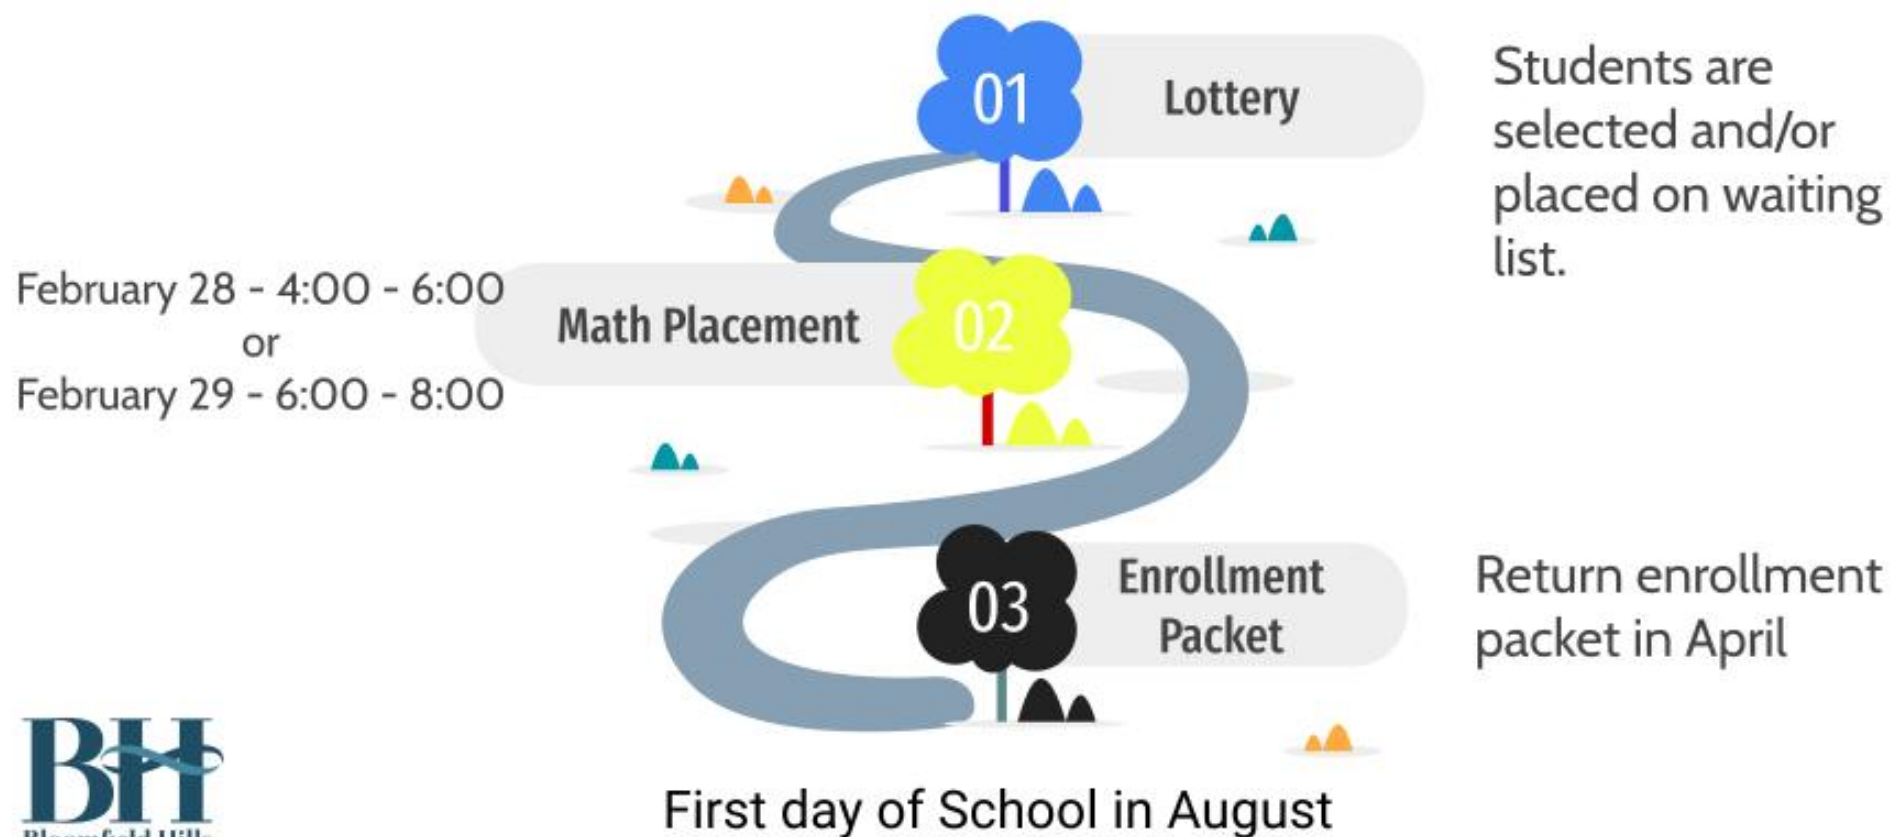 01
Lottery
Students are
selected and/or
placed on waiting
list.
February 28 - 4:00 - 6:00
or
February 29 - 6:00 - 8:00
Math Placement
02
03
Enrollment
Packet
Return enrollment
packet in April
BH
Bloomfield Hills
First day of School in August